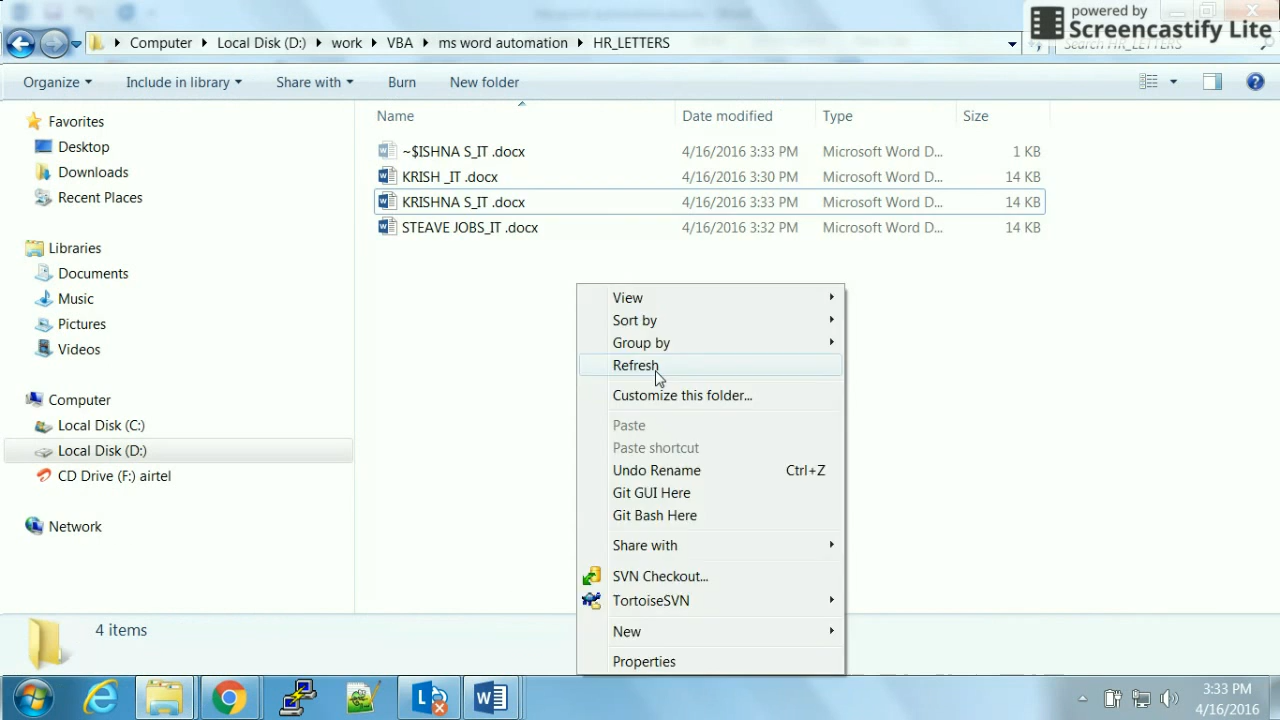 powered by
Screencastify Lite
Computer Local Disk (D:) work VBA ms word automation HR_LETTERS
Search HR_LETTERS
Organize Include in library Share with Burn New folder
Name Date modified Type Size
Favorites
Desktop
Downloads
Recent Places
Libraries
Documents
Music
Pictures
Videos
Computer
Local Disk (C:)
Local Disk (D:)
CD Drive (F:) airtel
Network
~$ISHNA S_IT .docx 4/16/2016 3:33 PM Microsoft Word D... 1 KB
KRISH _IT .docx 4/16/2016 3:30 PM Microsoft Word D... 14 KB
KRISHNA S_IT .docx 4/16/2016 3:33 PM Microsoft Word D... 14 KB
STEAVE JOBS_IT .docx 4/16/2016 3:32 PM Microsoft Word D... 14 KB
View
Sort by
Group by
Refresh
Customize this folder...
Paste
Paste shortcut
Undo Rename Ctrl+Z
Git GUI Here
Git Bash Here
Share with
SVN Checkout...
TortoiseSVN
New
Properties
4 items
3:33 PM
4/16/2016